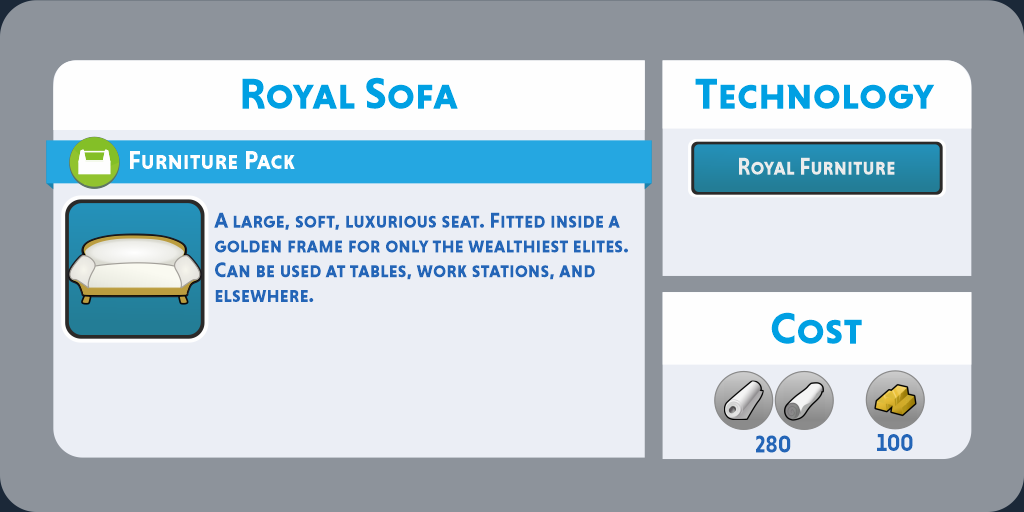 Royal Sofa
Furniture Pack
A large, soft, luxurious seat. Fitted inside a
golden frame for only the wealthiest elites.
Can be used at tables, work stations, and
elsewhere.
Technology
Royal Furniture
Cost
280
100